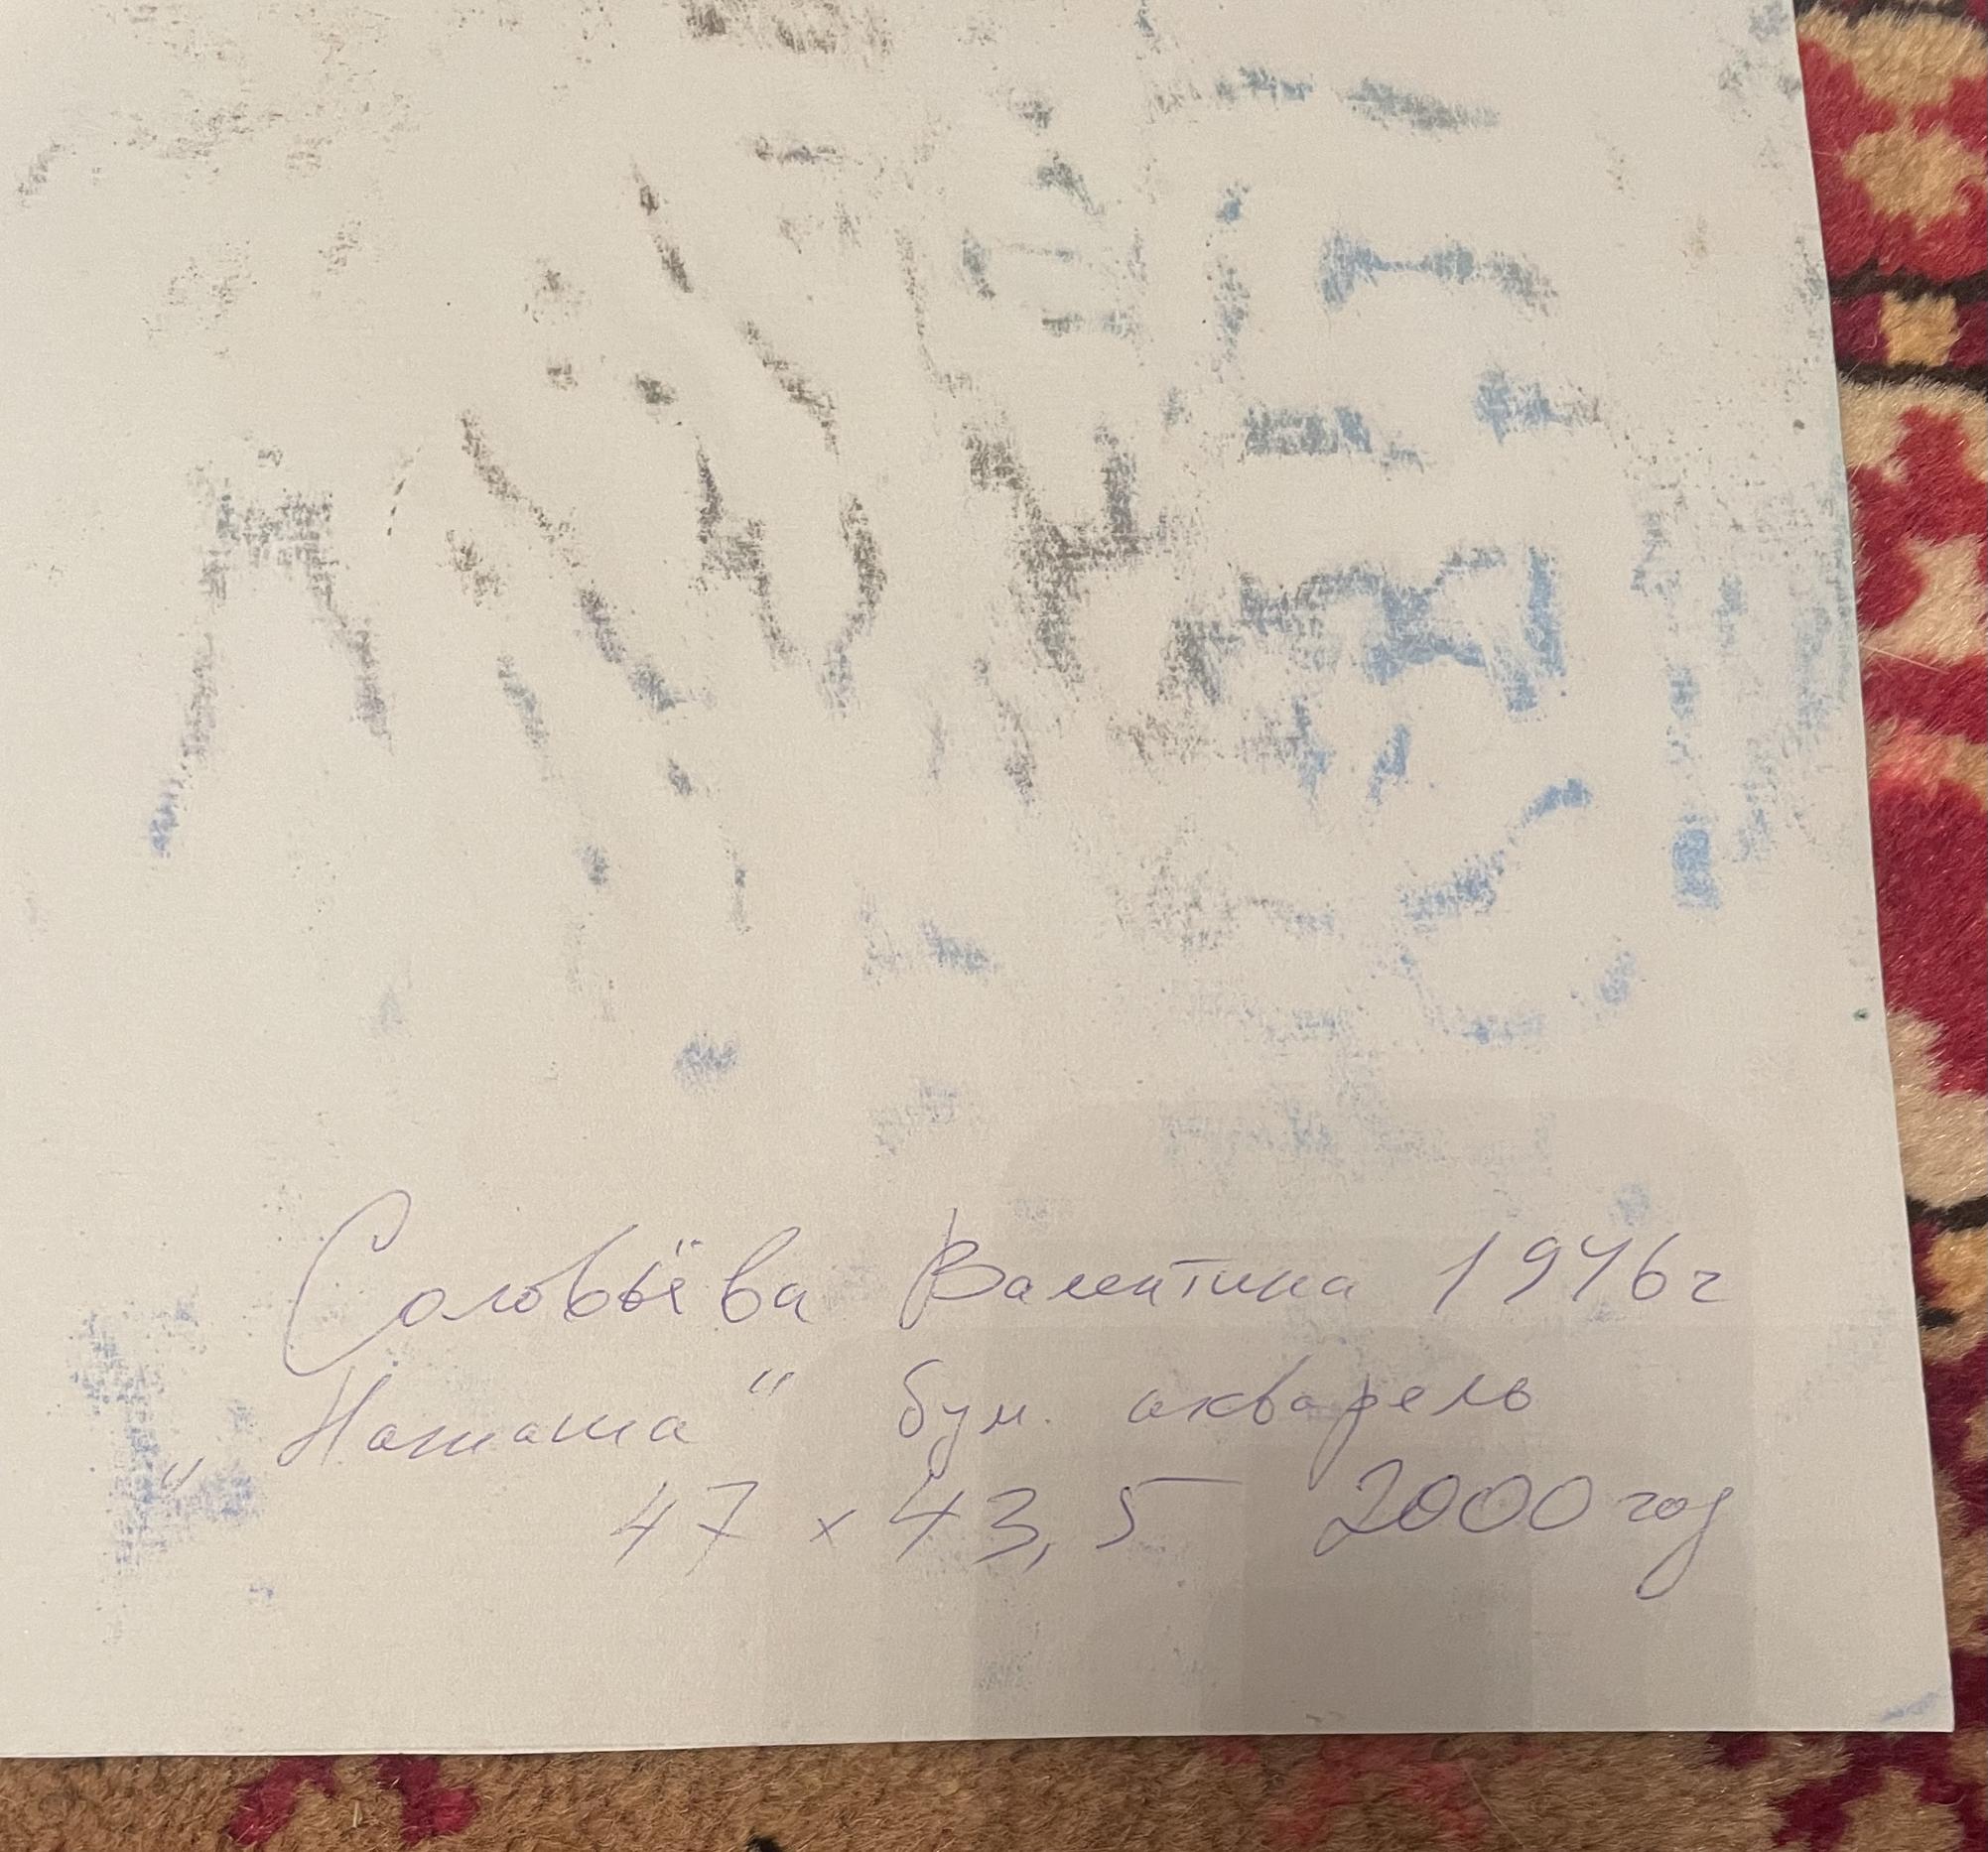 Соловьёва Валентина 1946г
„Наташа“ бум. акварель
47 х 43,5 2000 год